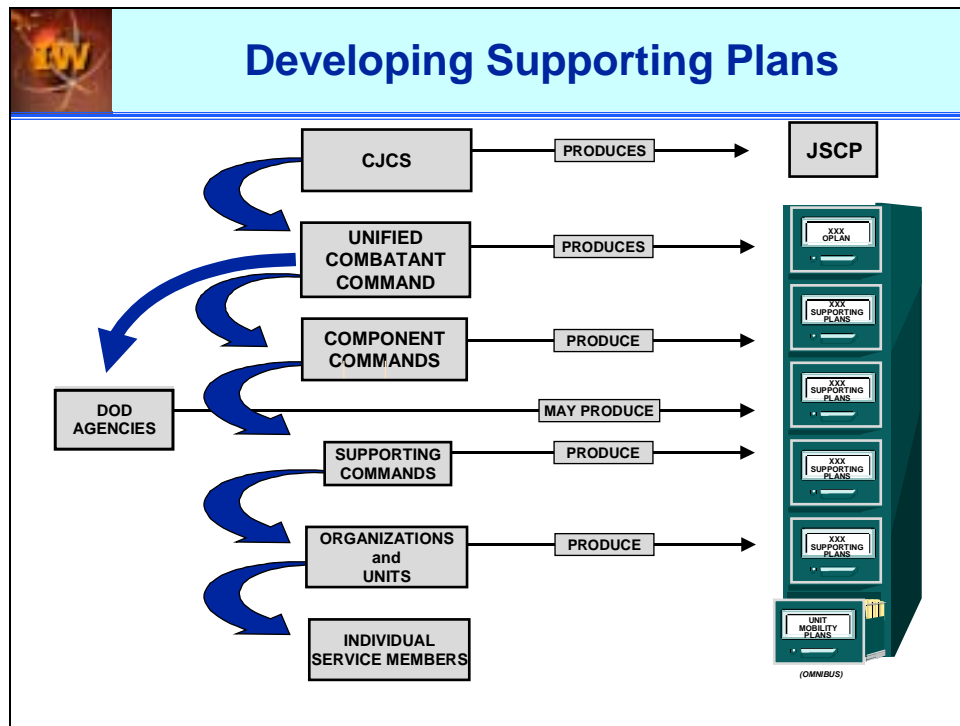 IW
Developing Supporting Plans
CJCS
PRODUCES
JSCP
UNIFIED
COMBATANT
COMMAND
PRODUCES
XXX
OPLAN
COMPONENT
COMMANDS
PRODUCE
XXX
SUPPORTING
PLANS
DOD
AGENCIES
MAY PRODUCE
XXX
SUPPORTING
PLANS
SUPPORTING
COMMANDS
PRODUCE
XXX
SUPPORTING
PLANS
ORGANIZATIONS
and
UNITS
PRODUCE
XXX
SUPPORTING
PLANS
INDIVIDUAL
SERVICE MEMBERS
UNIT
MOBILITY
PLANS
(OMNIBUS)